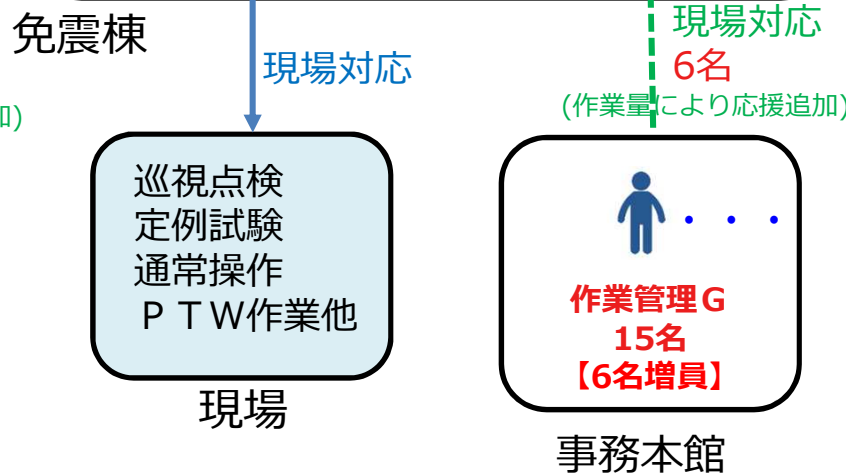 免震棟
現場対応
現場対応
6名
(作業量により応援追加)
加)
巡視点検
定例試験
通常操作
ＰＴＷ作業他
現場
・・・
作業管理Ｇ
15名
【6名増員】
事務本館